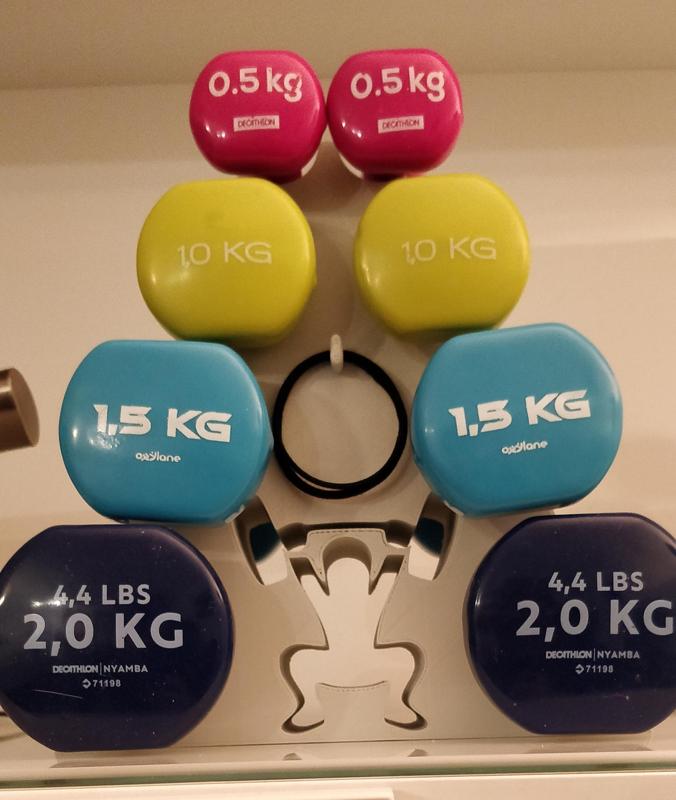 0.5 kg
DECATHLON
0.5 kg
DECATHLON
1,0 KG
1,0 KG
1,5 KG
oxylane
1,5 KG
oxylane
4,4 LBS
2,0 KG
DECATHLON | NYAMBA
71198
4,4 LBS
2,0 KG
DECATHLON | NYAMBA
71198